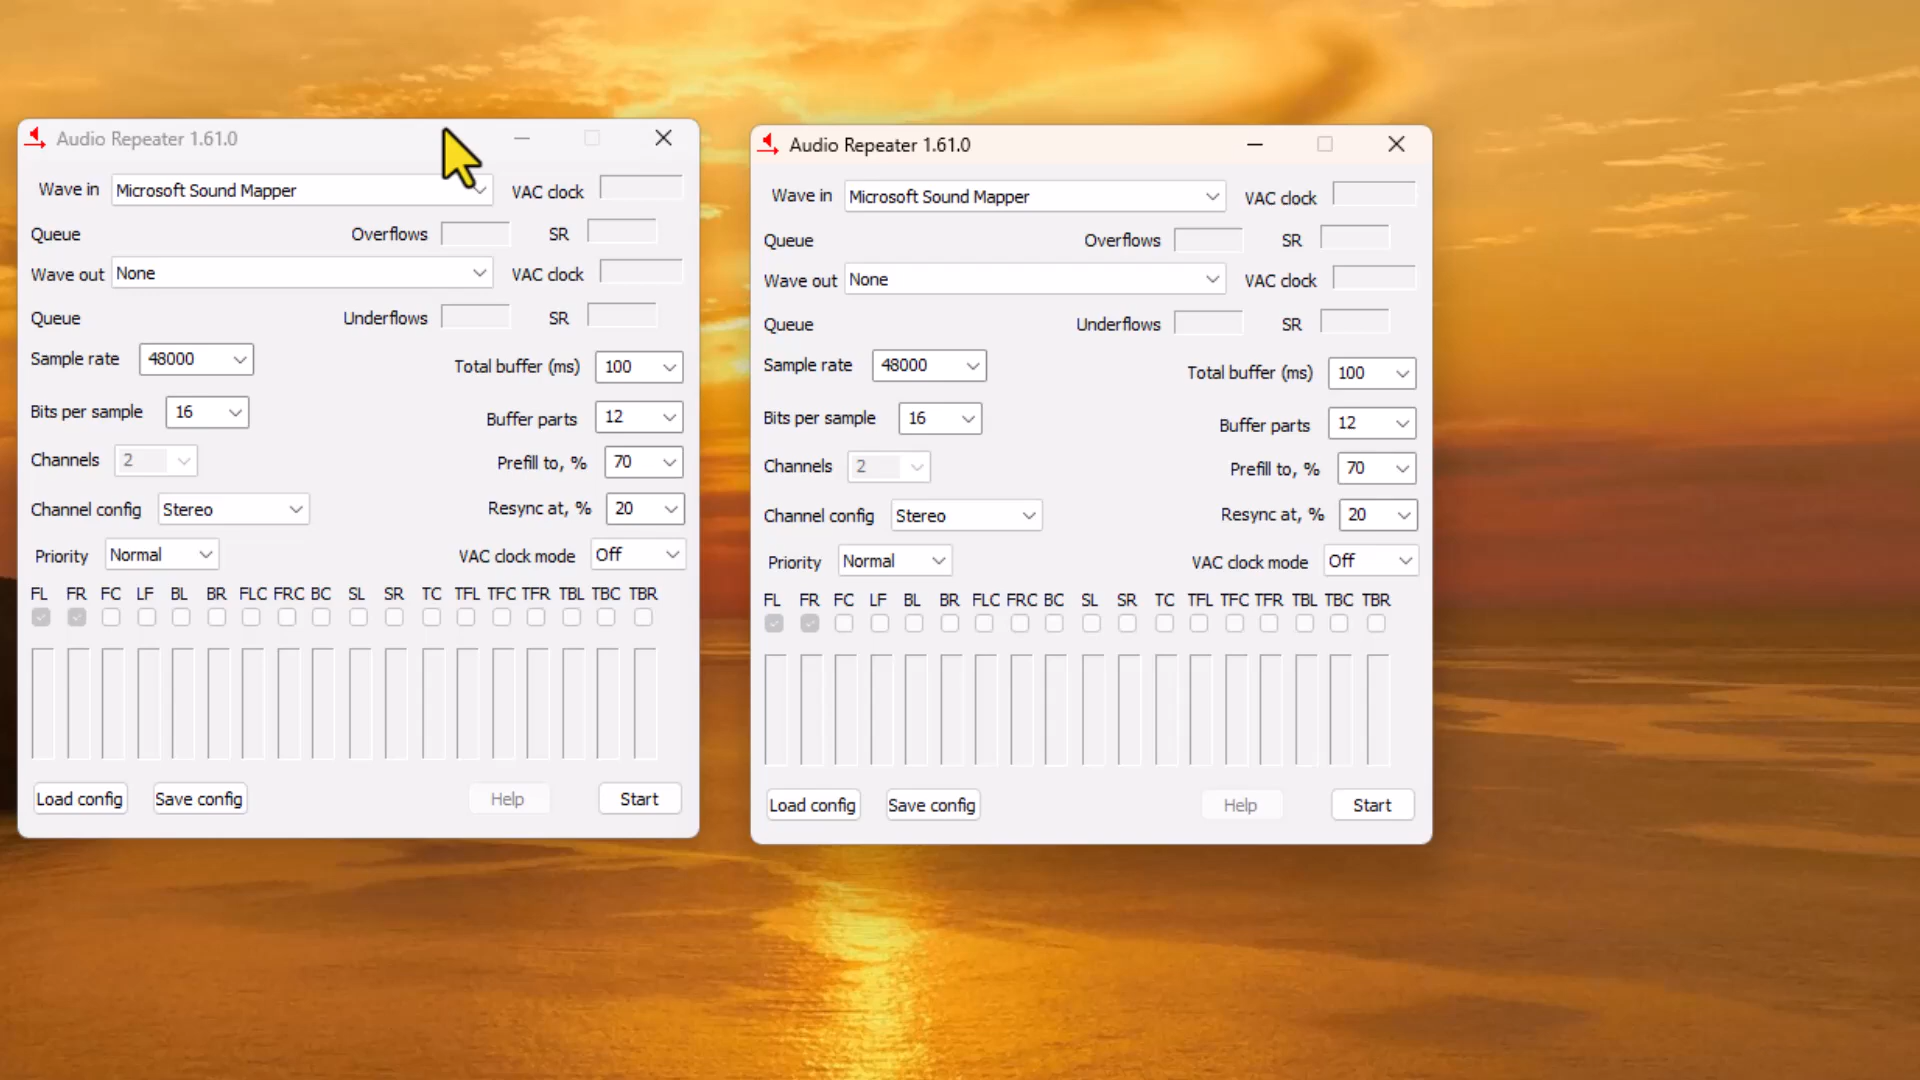 Audio Repeater 1.61.0
Wave in Microsoft Sound Mapper VAC clock
Queue Overflows SR
Wave out None VAC clock
Queue Underflows SR
Sample rate 48000 Total buffer (ms) 100
Bits per sample 16 Buffer parts 12
Channels 2 Prefill to, % 70
Channel config Stereo Resync at, % 20
Priority Normal VAC clock mode Off
FL FR FC LF BL BR FLC FRC BC SL SR TC TFL TFC TFR TBL TBC TBR
Load config Save config Help Start
Audio Repeater 1.61.0
Wave in Microsoft Sound Mapper VAC clock
Queue Overflows SR
Wave out None VAC clock
Queue Underflows SR
Sample rate 48000 Total buffer (ms) 100
Bits per sample 16 Buffer parts 12
Channels 2 Prefill to, % 70
Channel config Stereo Resync at, % 20
Priority Normal VAC clock mode Off
FL FR FC LF BL BR FLC FRC BC SL SR TC TFL TFC TFR TBL TBC TBR
Load config Save config Help Start